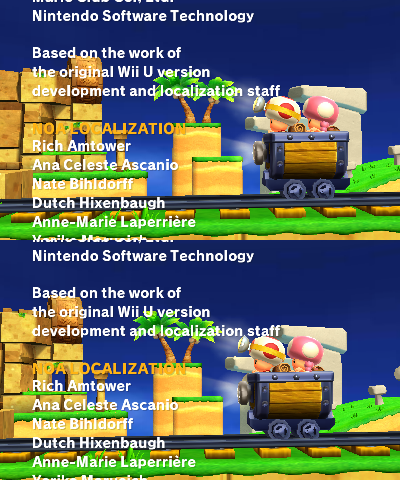 Nintendo Software Technology
Based on the work of
the original Wii U version
development and localization staff
NOA LOCALIZATION
Rich Amtower
Ana Celeste Ascanio
Nate Bihldorff
Dutch Hixenbaugh
Anne-Marie Laperrière
Nintendo Software Technology
Based on the work of
the original Wii U version
development and localization staff
NOA LOCALIZATION
Rich Amtower
Ana Celeste Ascanio
Nate Bihldorff
Dutch Hixenbaugh
Anne-Marie Laperrière